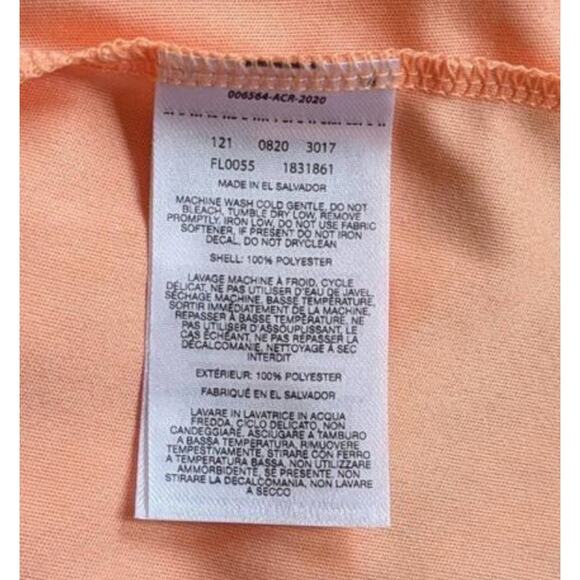 006564-ACR-2020
121 0820 3017
FL0055 1831861
MADE IN EL SALVADOR
MACHINE WASH COLD GENTLE, DO NOT
BLEACH, TUMBLE DRY LOW, REMOVE
PROMPTLY, IRON LOW, DO NOT USE FABRIC
SOFTENER, IF PRESENT DO NOT IRON
DECAL, DO NOT DRYCLEAN
SHELL: 100% POLYESTER
LAVAGE MACHINE À FROID, CYCLE
DÉLICAT, NE PAS UTILISER D'EAU DE JAVEL,
SÉCHAGE MACHINE, BASSE TEMPÉRATURE,
SORTIR IMMÉDIATEMENT DE LA MACHINE,
REPASSER À BASSE TEMPÉRATURE, NE
PAS UTILISER D'ASSOUPLISSANT, LE
CAS ÉCHEANT, NE PAS REPASSER LA
DÉCALCOMANIE, NETTOYAGE À SEC
INTERDIT
EXTÉRIEUR: 100% POLYESTER
FABRIQUÉ EN EL SALVADOR
LAVARE IN LAVATRICE IN ACQUA
FREDDA, CICLO DELICATO, NON
CANDEGGIARE, ASCIUGARE A TAMBURO
A BASSA TEMPERATURA, RIMUOVERE
TEMPESTIVAMENTE, STIRARE CON FERRO
A TEMPERATURA BASSA, NON UTILIZZARE
AMMORBIDENTE, SE PRESENTE, NON
STIRARE LA DECALCOMANIA, NON LAVARE
A SECCO